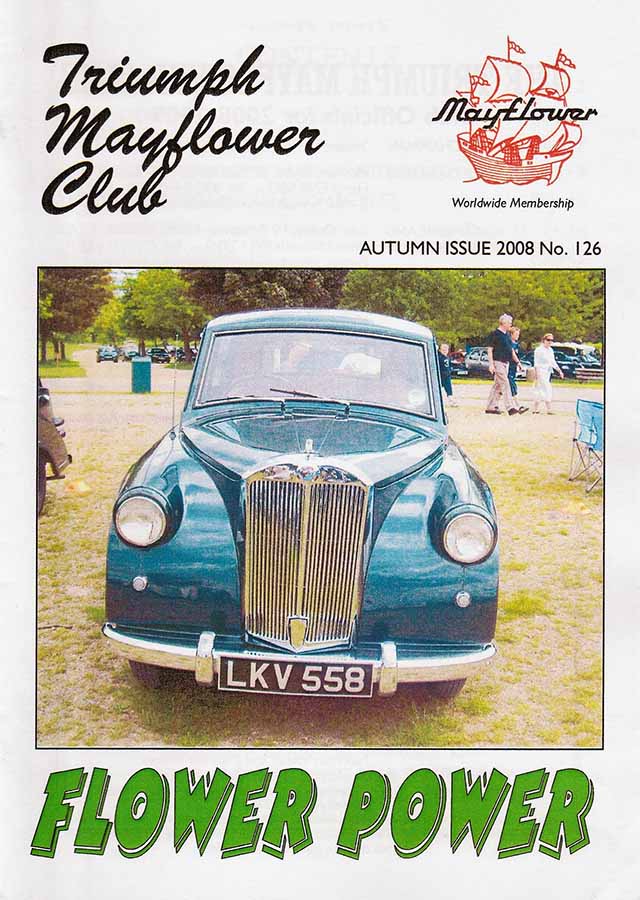 Triumph
Mayflower
Club
Mayflower
Worldwide Membership
AUTUMN ISSUE 2008 No. 126
LKV 558
FLOWER POWER